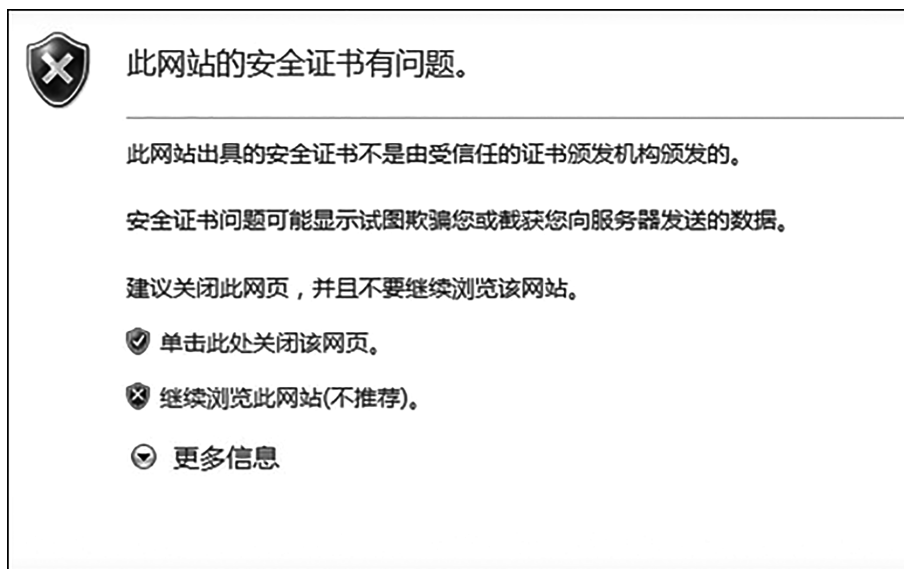 此网站的安全证书有问题。
此网站出具的安全证书不是由受信任的证书颁发机构颁发的。
安全证书问题可能显示试图欺骗您或截获您向服务器发送的数据。
建议关闭此网页，并且不要继续浏览该网站。
单击此处关闭该网页。
继续浏览此网站(不推荐)。
更多信息